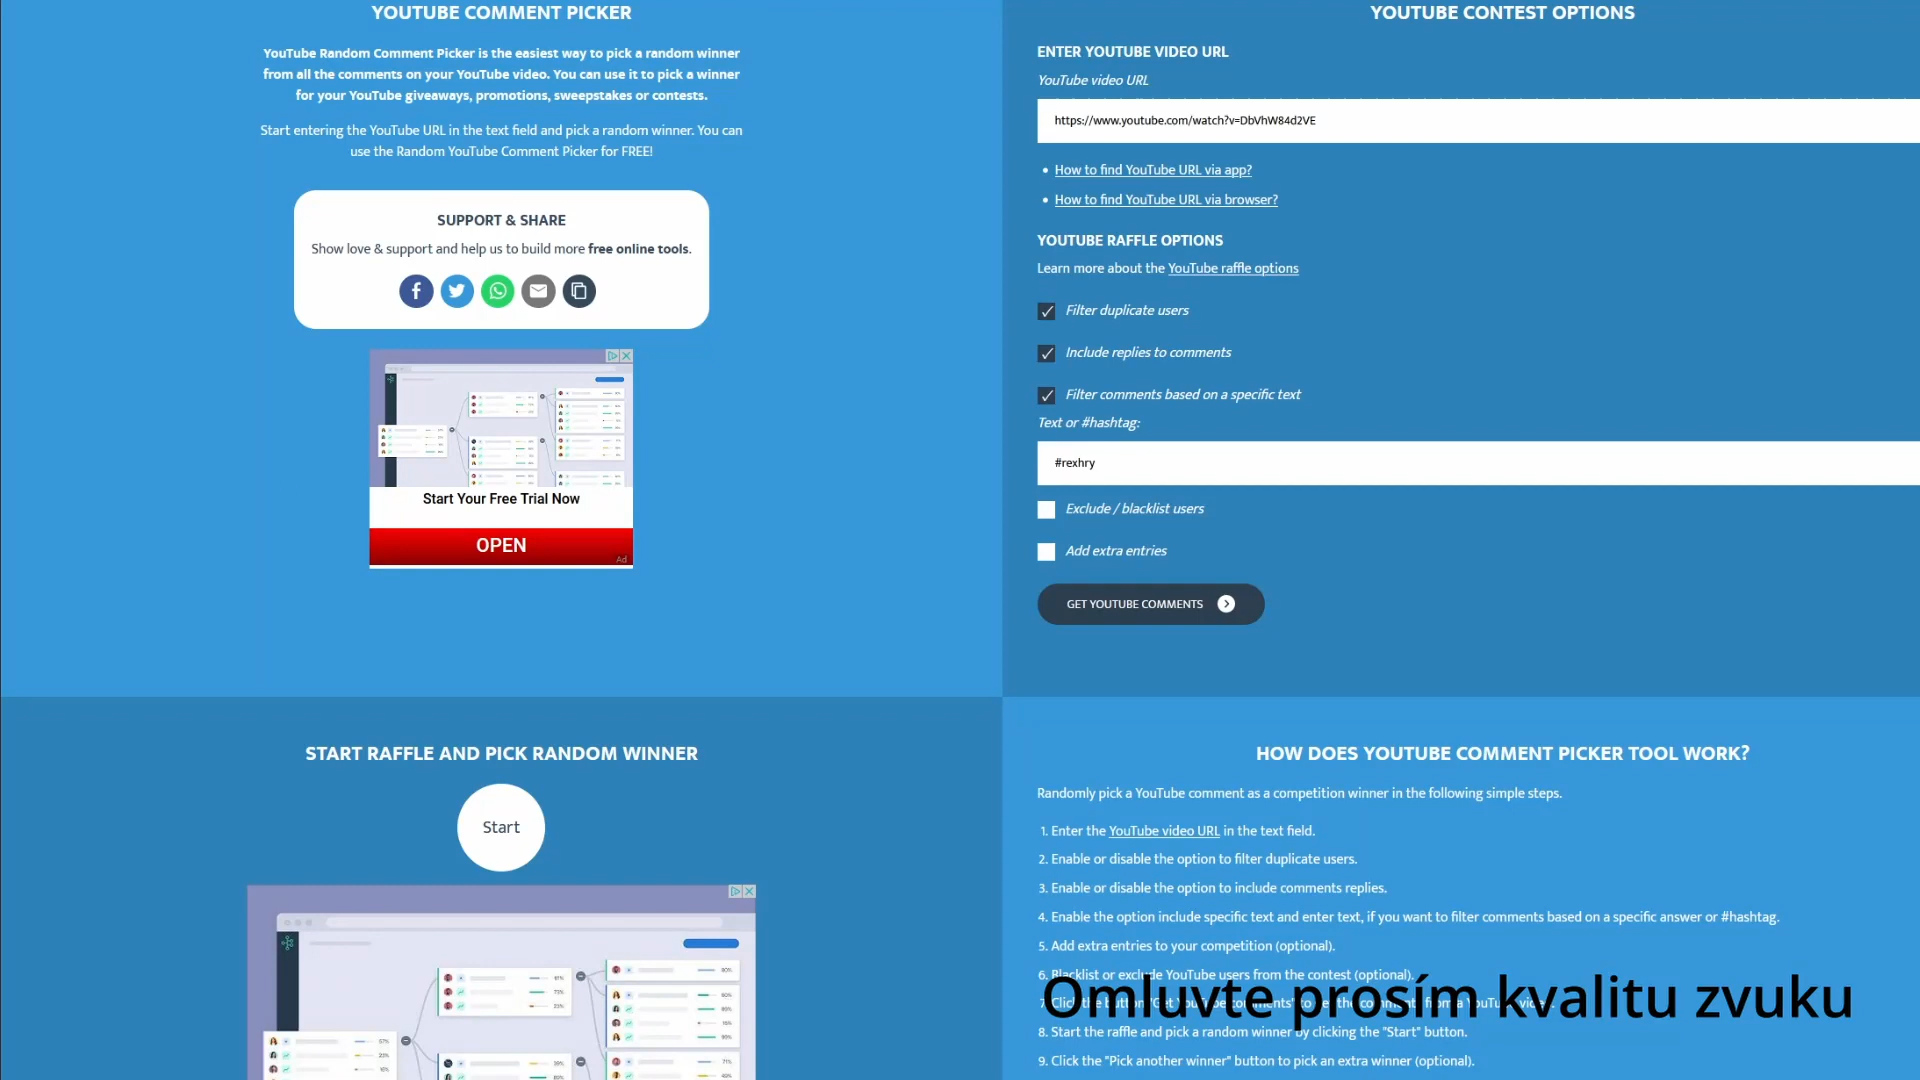 YOUTUBE COMMENT PICKER
YouTube Random Comment Picker is the easiest way to pick a random winner
from all the comments on your YouTube video. You can use it to pick a winner
for your YouTube giveaways, promotions, sweepstakes or contests.
Start entering the YouTube URL in the text field and pick a random winner. You can
use the Random YouTube Comment Picker for FREE!
SUPPORT & SHARE
Show love & support and help us to build more free online tools.
Start Your Free Trial Now
OPEN
Ad
YOUTUBE CONTEST OPTIONS
ENTER YOUTUBE VIDEO URL
YouTube video URL
https://www.youtube.com/watch?v=DbVhW84d2VE
• How to find YouTube URL via app?
• How to find YouTube URL via browser?
YOUTUBE RAFFLE OPTIONS
Learn more about the YouTube raffle options
Filter duplicate users
Include replies to comments
Filter comments based on a specific text
Text or #hashtag:
#rexhry
Exclude / blacklist users
Add extra entries
GET YOUTUBE COMMENTS
START RAFFLE AND PICK RANDOM WINNER
Start
HOW DOES YOUTUBE COMMENT PICKER TOOL WORK?
Randomly pick a YouTube comment as a competition winner in the following simple steps.
1. Enter the YouTube video URL in the text field.
2. Enable or disable the option to filter duplicate users.
3. Enable or disable the option to include comments replies.
4. Enable the option include specific text and enter text, if you want to filter comments based on a specific answer or #hashtag.
5. Add extra entries to your competition (optional).
6. Blacklist or exclude YouTube users from the contest (optional).
7. Click the button "Get YouTube comments" to get the comments from a YouTube video.
8. Start the raffle and pick a random winner by clicking the "Start" button.
9. Click the "Pick another winner" button to pick an extra winner (optional).
Omluvte prosím kvalitu zvuku